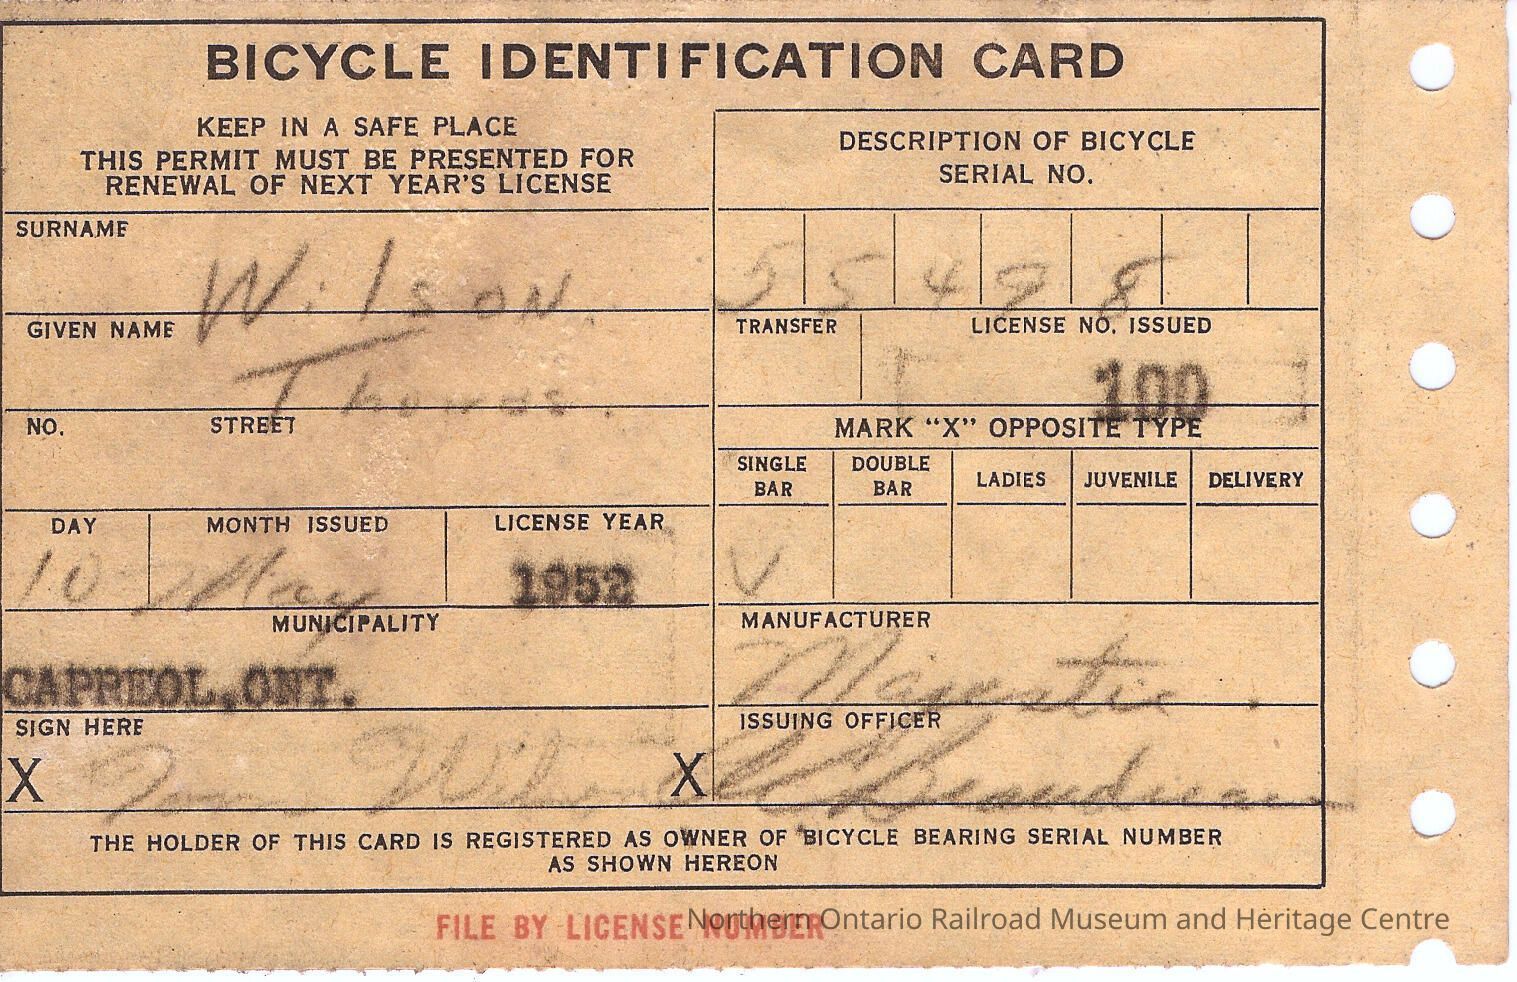 BICYCLE IDENTIFICATION CARD
KEEP IN A SAFE PLACE
THIS PERMIT MUST BE PRESENTED FOR
RENEWAL OF NEXT YEAR'S LICENSE
DESCRIPTION OF BICYCLE
SERIAL NO.
SURNAME
Wilson.
5 5 4 9 8
GIVEN NAME
Thomas.
TRANSFER
LICENSE NO. ISSUED
100
NO. STREET
MARK "X" OPPOSITE TYPE
SINGLE BAR
DOUBLE BAR
LADIES
JUVENILE
DELIVERY
DAY
MONTH ISSUED
LICENSE YEAR
10
May
1952
V
MUNICIPALITY
CAPREOL, ONT.
MANUFACTURER
Majestic.
SIGN HERE
X Tom Wilson
ISSUING OFFICER
X
THE HOLDER OF THIS CARD IS REGISTERED AS OWNER OF BICYCLE BEARING SERIAL NUMBER
AS SHOWN HEREON
FILE BY LICENSE NUMBER
Northern Ontario Railroad Museum and Heritage Centre